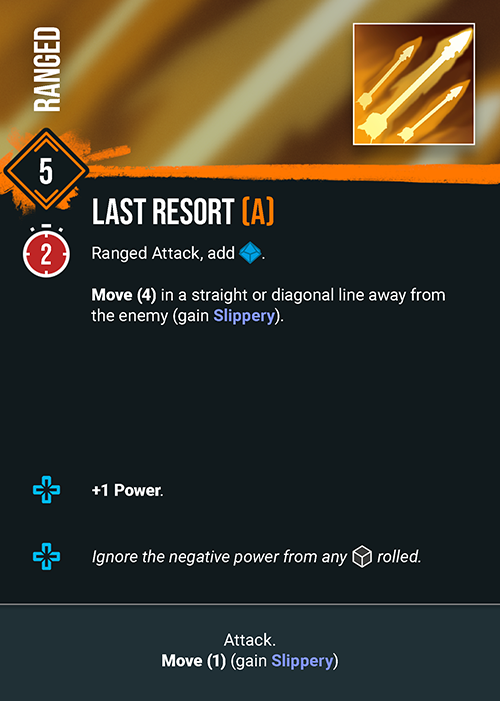 RANGED
5
LAST RESORT (A)
2
Ranged Attack, add .
Move (4) in a straight or diagonal line away from
the enemy (gain Slippery).
+1 Power.
Ignore the negative power from any rolled.
Attack.
Move (1) (gain Slippery)